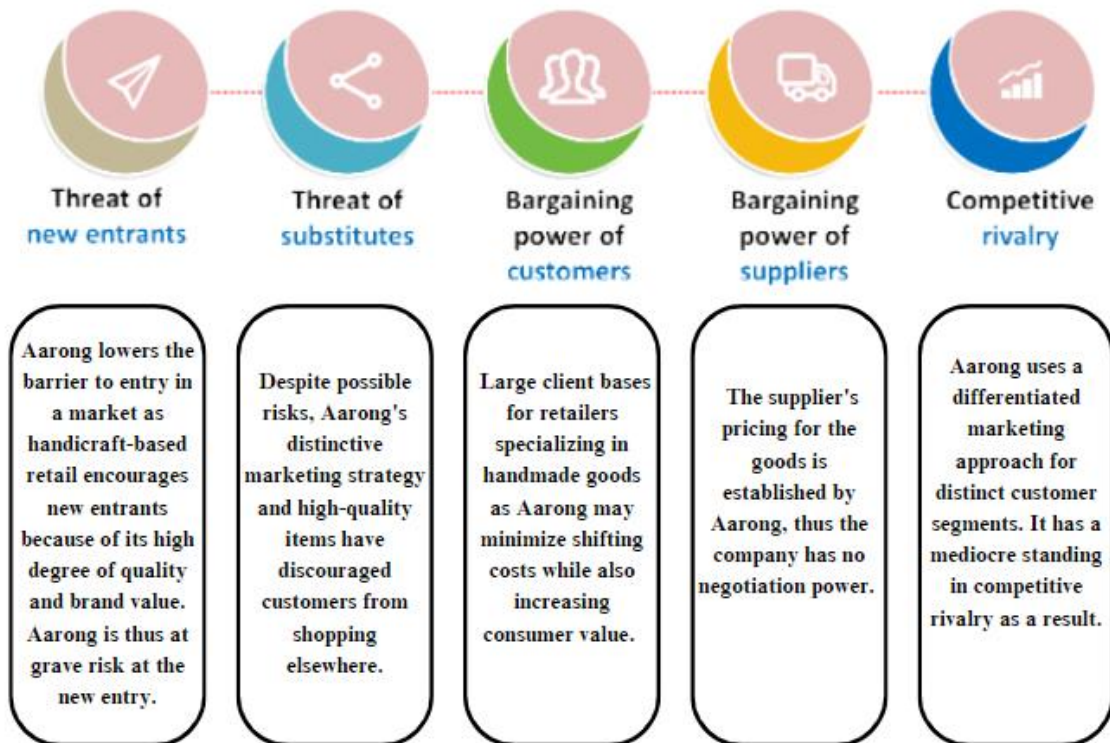 Threat of
new entrants
Threat of
substitutes
Bargaining
power of
customers
Bargaining
power of
suppliers
Competitive
rivalry
Aarong lowers the
barrier to entry in
a market as
handicraft-based
retail encourages
new entrants
because of its high
degree of quality
and brand value.
Aarong is thus at
grave risk at the
new entry.
Despite possible
risks, Aarong's
distinctive
marketing strategy
and high-quality
items have
discouraged
customers from
shopping
elsewhere.
Large client bases
for retailers
specializing in
handmade goods
as Aarong may
minimize shifting
costs while also
increasing
consumer value.
The supplier's
pricing for the
goods is
established by
Aarong, thus the
company has no
negotiation power.
Aarong uses a
differentiated
marketing
approach for
distinct customer
segments. It has a
mediocre standing
in competitive
rivalry as a result.